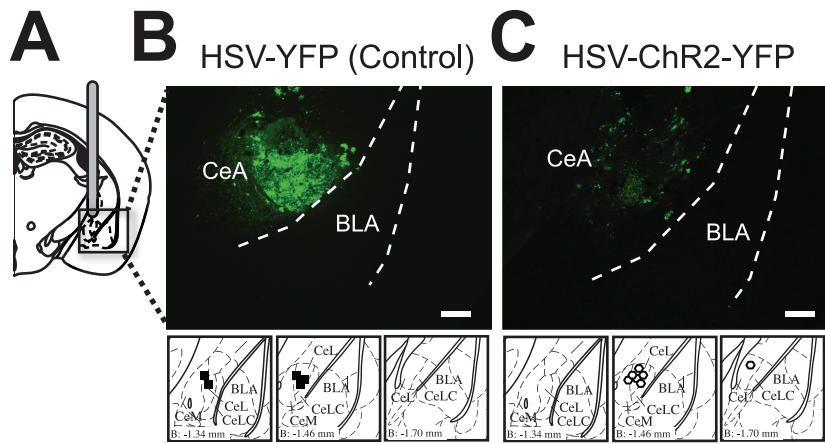 A
B
C
HSV-YFP (Control)
HSV-ChR2-YFP
CeA
BLA
CeA
BLA
BLA
CeL
CeM
CeLC
B: -1.34 mm
CeL
BLA
CeLC
CeM
B: -1.46 mm
BLA
CeL
CeLC
B: -1.70 mm
BLA
CeL
CeM
CeLC
B: -1.34 mm
CeL
BLA
CeLC
CeM
B: -1.46 mm
BLA
CeL
CeLC
B: -1.70 mm